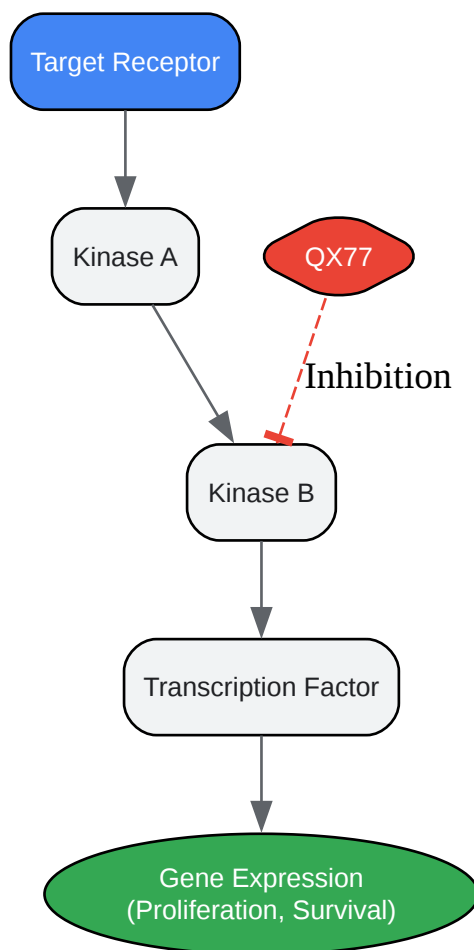 Target Receptor
Kinase A
QX77
Inhibition
Kinase B
Transcription Factor
Gene Expression
(Proliferation, Survival)